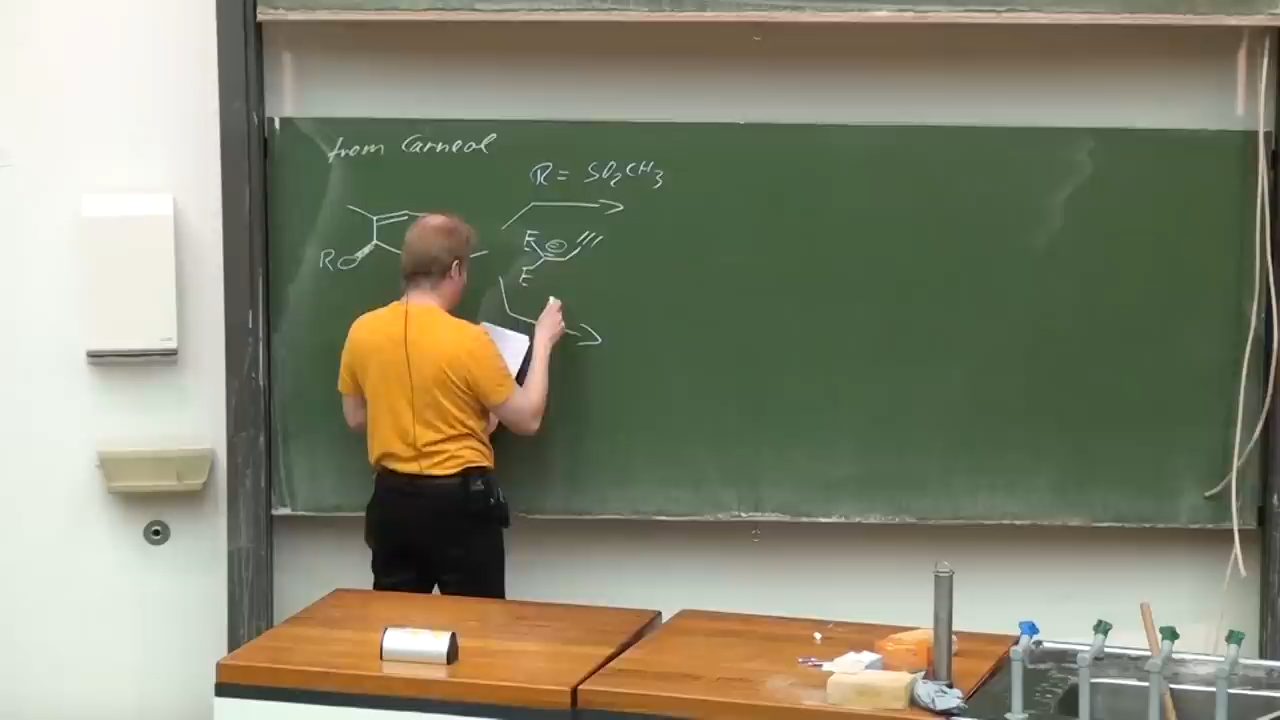 from Carneol
R = SO2CH3
RO
E
E